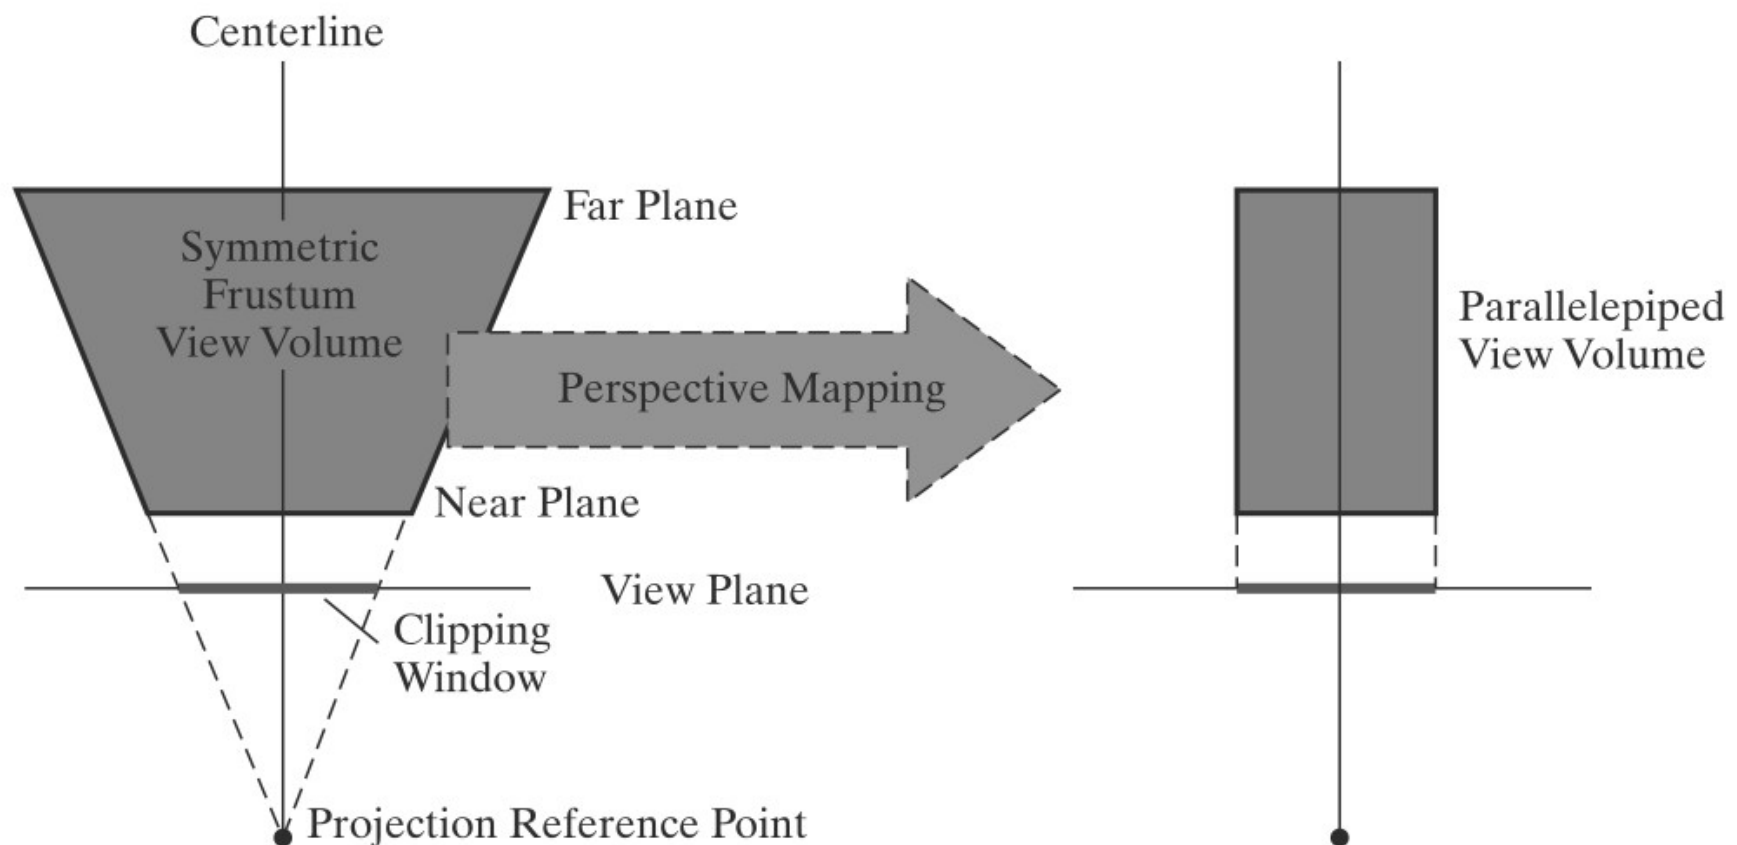 Centerline
Far Plane
Symmetric
Frustum
View Volume
Perspective Mapping
Parallelepiped
View Volume
Near Plane
View Plane
Clipping
Window
Projection Reference Point